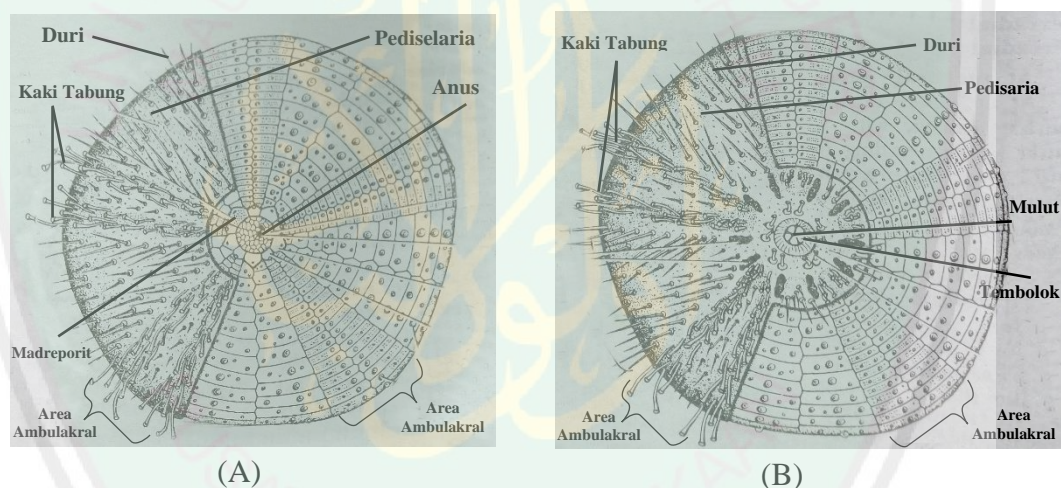 Duri
Pediselaria
Kaki Tabung
Anus
Madreporit
Area
Ambulakral
Area
Ambulakral
(A)
Kaki Tabung
Duri
Pedisaria
Mulut
Tembolok
Area
Ambulakral
Area
Ambulakral
(B)